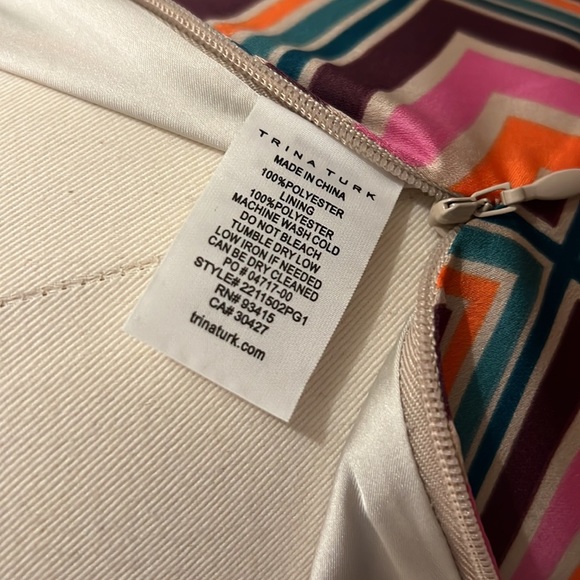 TRINA TURK
MADE IN CHINA
100%POLYESTER
LINING
100%POLYESTER
MACHINE WASH COLD
DO NOT BLEACH
TUMBLE DRY LOW
LOW IRON IF NEEDED
CAN BE DRY CLEANED
PO # 04717-00
STYLE# 2211502PG1
RN# 93415
CA# 30427
trinaturk.com